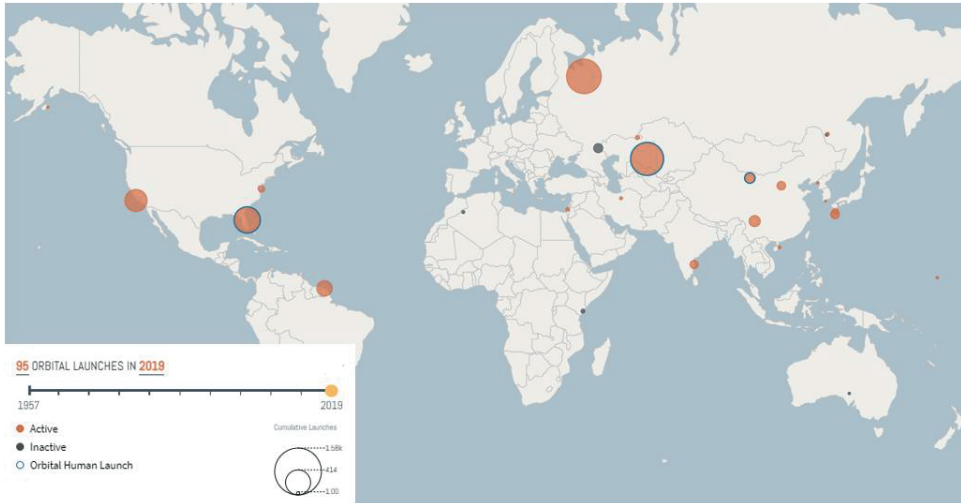 95 ORBITAL LAUNCHES IN 2019
1957
2019
Active
Inactive
Orbital Human Launch
Cumulative Launches
1.58k
414
1.00